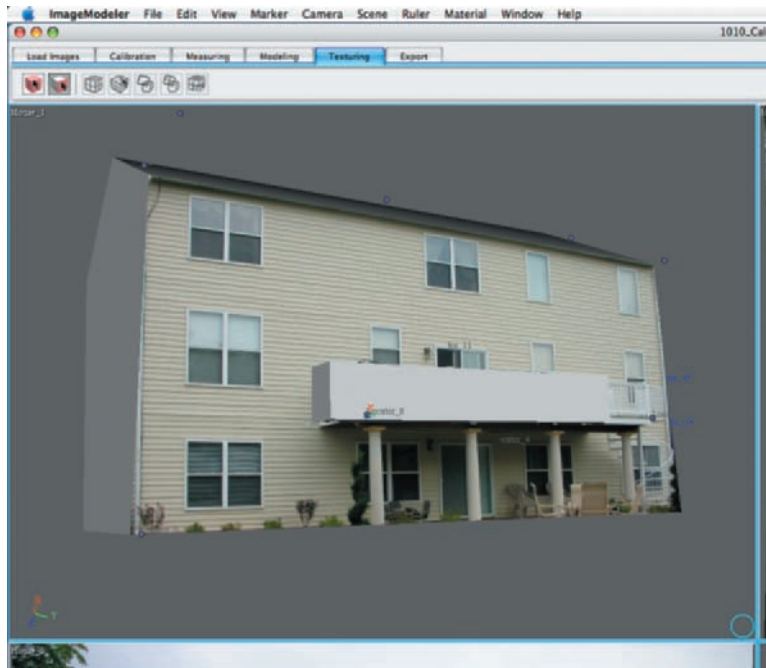 ImageModeler File Edit View Marker Camera Scene Ruler Material Window Help
1010_Cal
Load Images Calibration Measuring Modeling Texturing Export